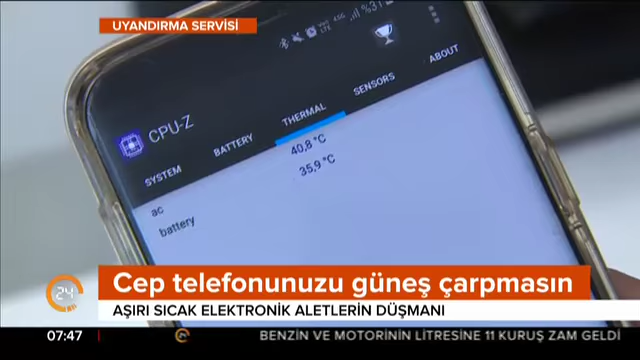 UYANDIRMA SERVİSİ
CPU-Z
SYSTEM BATTERY THERMAL SENSORS ABOUT
ac 40,8 °C
battery 35,9 °C
24
Cep telefonunuzu güneş çarpmasın
AŞIRI SICAK ELEKTRONİK ALETLERİN DÜŞMANI
07:47 BENZİN VE MOTORİNİN LİTRESİNE 11 KURUŞ ZAM GELDİ